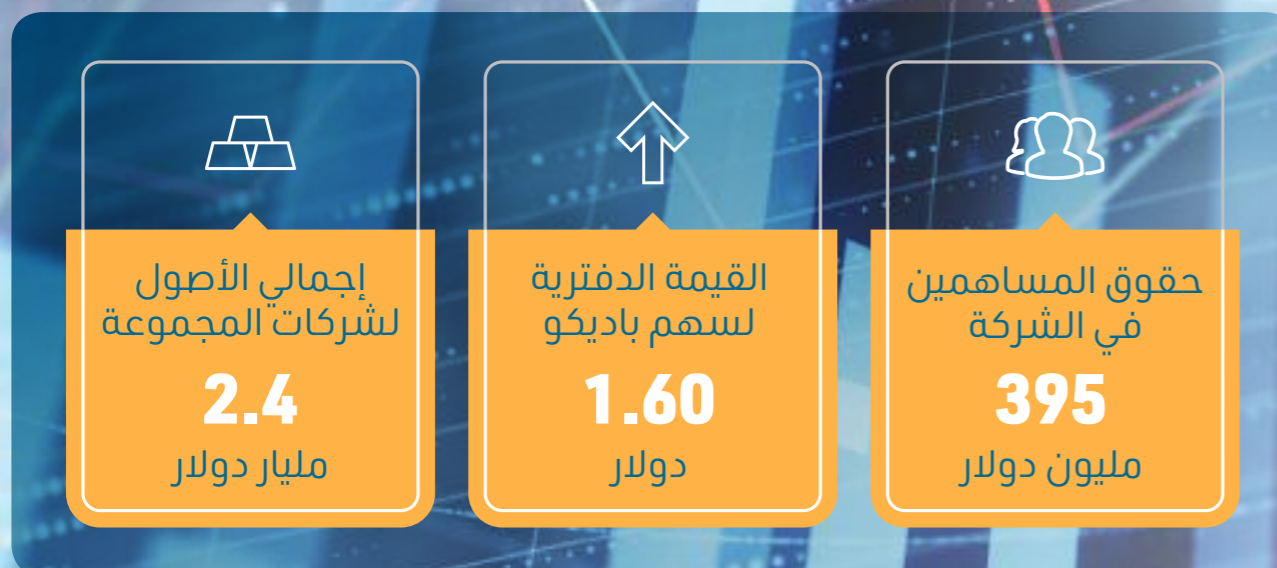 حقوق المساهمين
في الشركة
395
مليون دولار
القيمة الدفترية
لسهم باديكو
1.60
دولار
إجمالي الأصول
لشركات المجموعة
2.4
مليار دولار